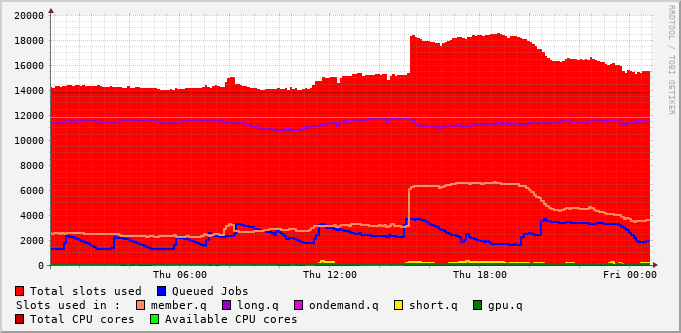 RRDTOOL / TOBI OETIKER
20000
18000
16000
14000
12000
10000
8000
6000
4000
2000
0
Thu 06:00 Thu 12:00 Thu 18:00 Fri 00:00
Total slots used Queued Jobs
Slots used in : member.q long.q ondemand.q short.q gpu.q
Total CPU cores Available CPU cores